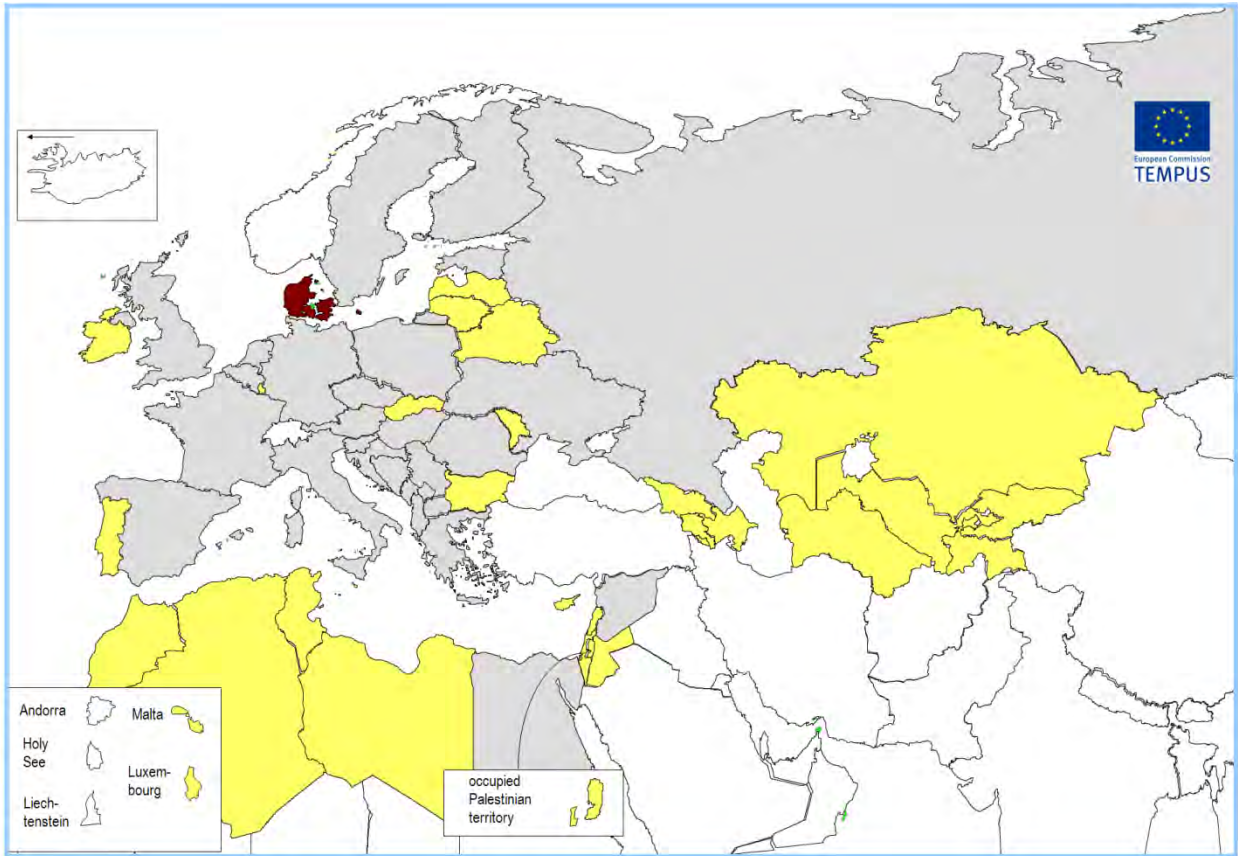 European Commission
TEMPUS
Andorra
Malta
Holy
See
Luxem-
bourg
Liech-
tenstein
occupied
Palestinian
territory